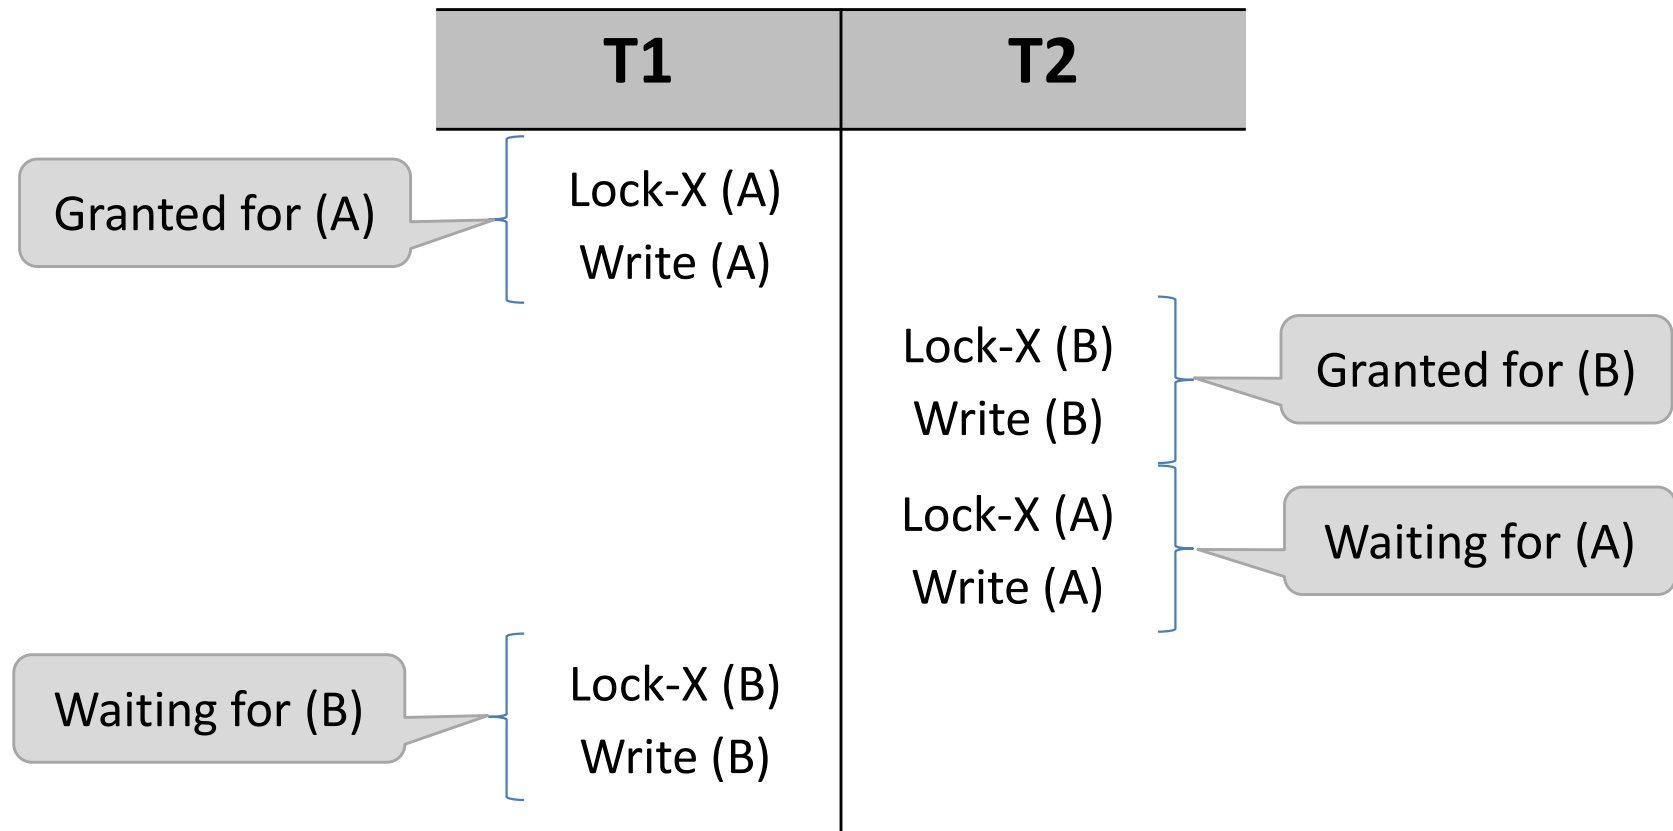 T1
T2
Granted for (A)
Lock-X (A)
Write (A)
Lock-X (B)
Write (B)
Granted for (B)
Lock-X (A)
Write (A)
Waiting for (A)
Waiting for (B)
Lock-X (B)
Write (B)